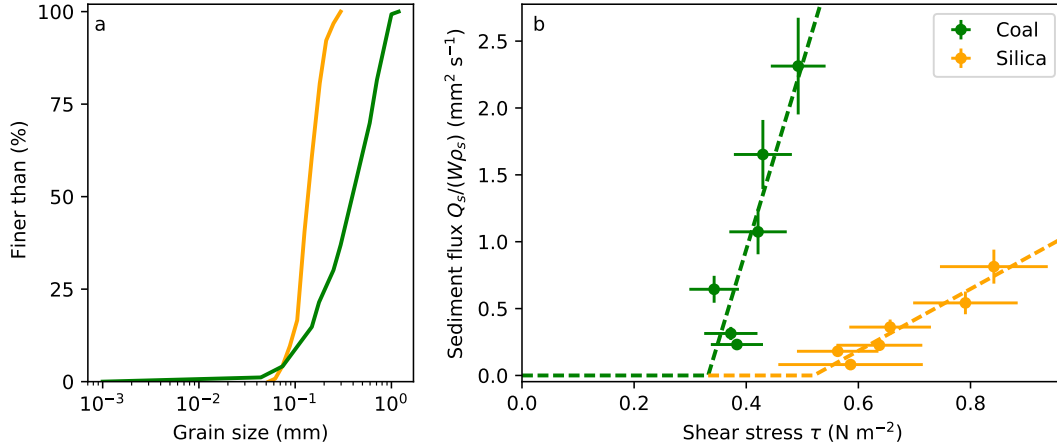 a
100
75
50
25
0
Finer than (%)
10⁻³
10⁻²
10⁻¹
10⁰
Grain size (mm)
b
Coal
Silica
2.5
2.0
1.5
1.0
0.5
0.0
Sediment flux Qₛ/(Wρₛ) (mm² s⁻¹)
0.0
0.2
0.4
0.6
0.8
Shear stress τ (N m⁻²)